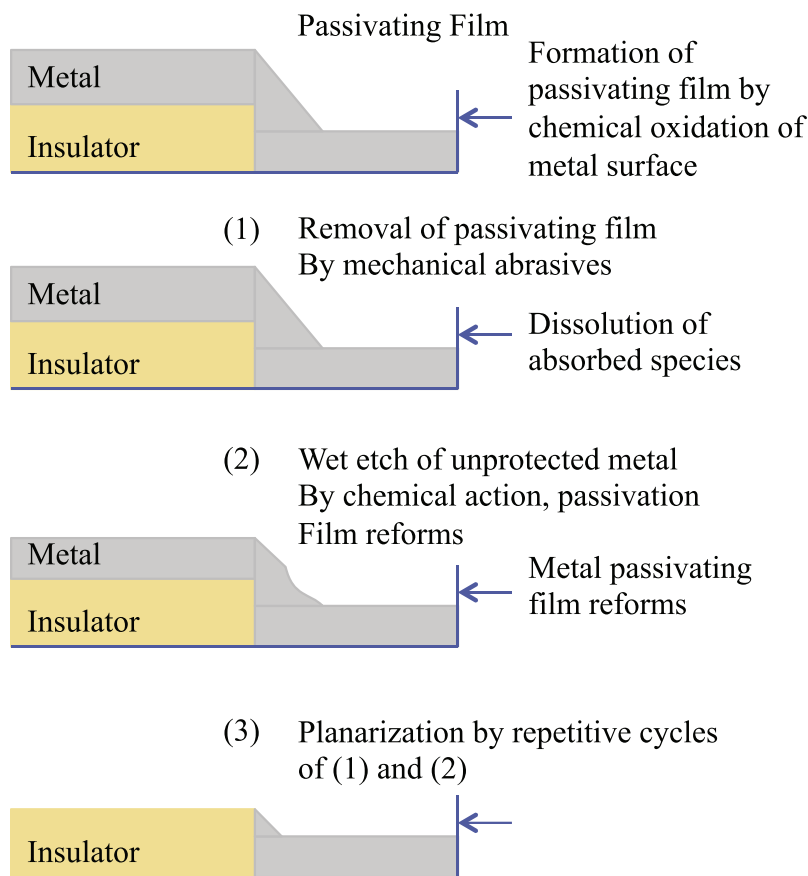 Passivating Film
Metal
Insulator
Formation of
passivating film by
chemical oxidation of
metal surface
(1) Removal of passivating film
By mechanical abrasives
Metal
Insulator
Dissolution of
absorbed species
(2) Wet etch of unprotected metal
By chemical action, passivation
Film reforms
Metal
Insulator
Metal passivating
film reforms
(3) Planarization by repetitive cycles
of (1) and (2)
Insulator